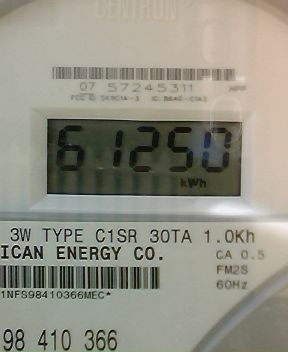 CENTRON
07 57245311
61250
kWh
3W TYPE C1SR 30TA 1.0Kh
ICAN ENERGY CO.
CA 0.5
FM2S
60Hz
1NFS98410366MEC*
98 410 366